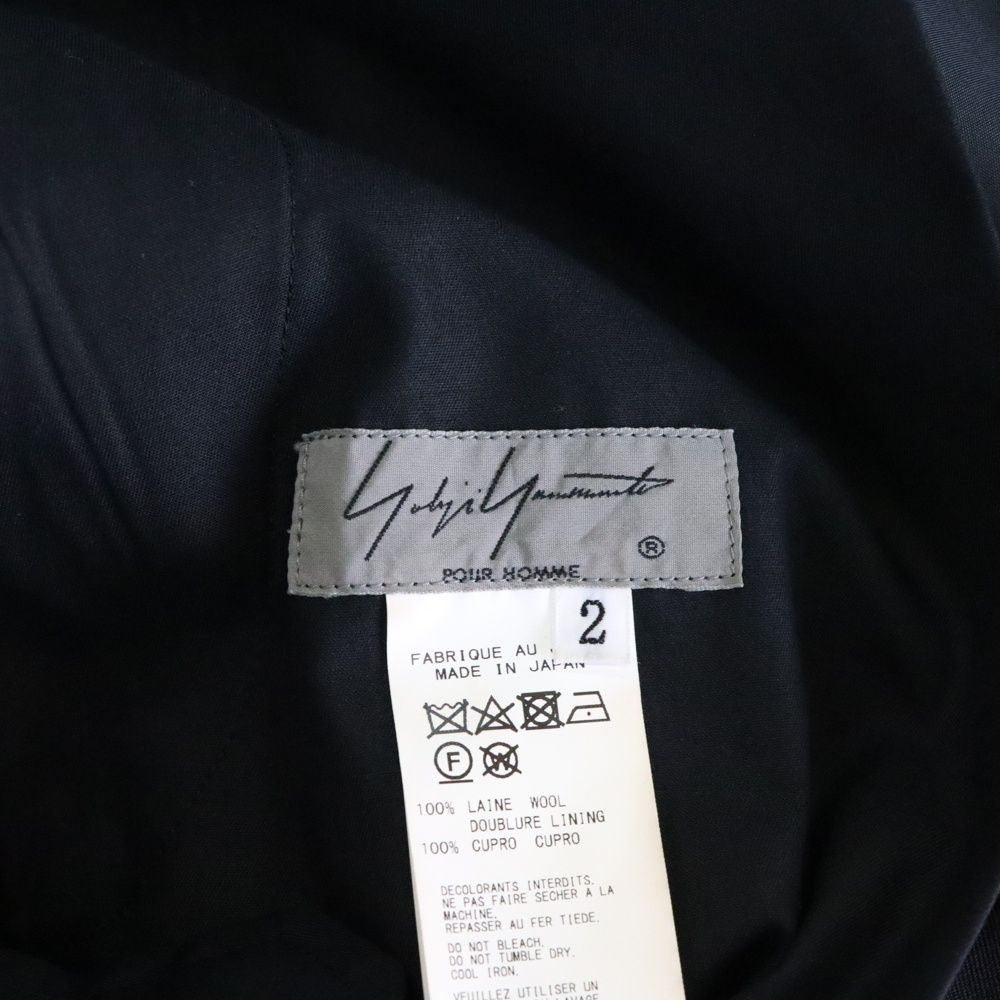 Yohji Yamamoto
®
POUR HOMME
2
FABRIQUE AU
MADE IN JAPAN
F
W
100% LAINE WOOL
DOUBLURE LINING
100% CUPRO CUPRO
DECOLORANTS INTERDITS.
NE PAS FAIRE SECHER A LA
MACHINE.
REPASSER AU FER TIEDE.
DO NOT BLEACH.
DO NOT TUMBLE DRY.
COOL IRON.
VEUILLEZ UTILISER UN